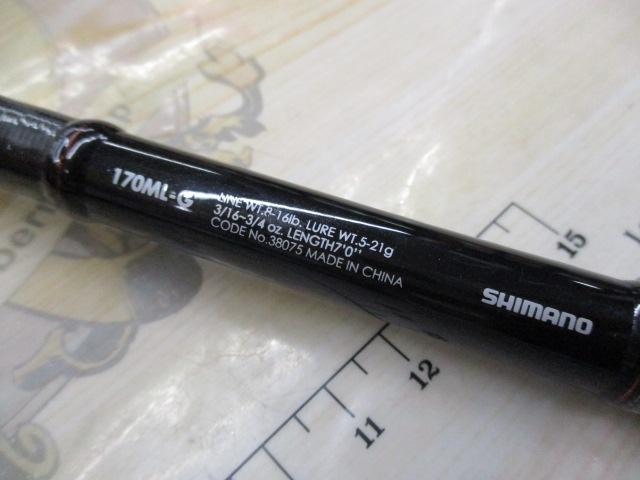 170ML-G
LINE WT.8-16lb. LURE WT.5-21g
3/16~3/4 oz. LENGTH7'0"
CODE No.38075 MADE IN CHINA
SHIMANO
15
12
11